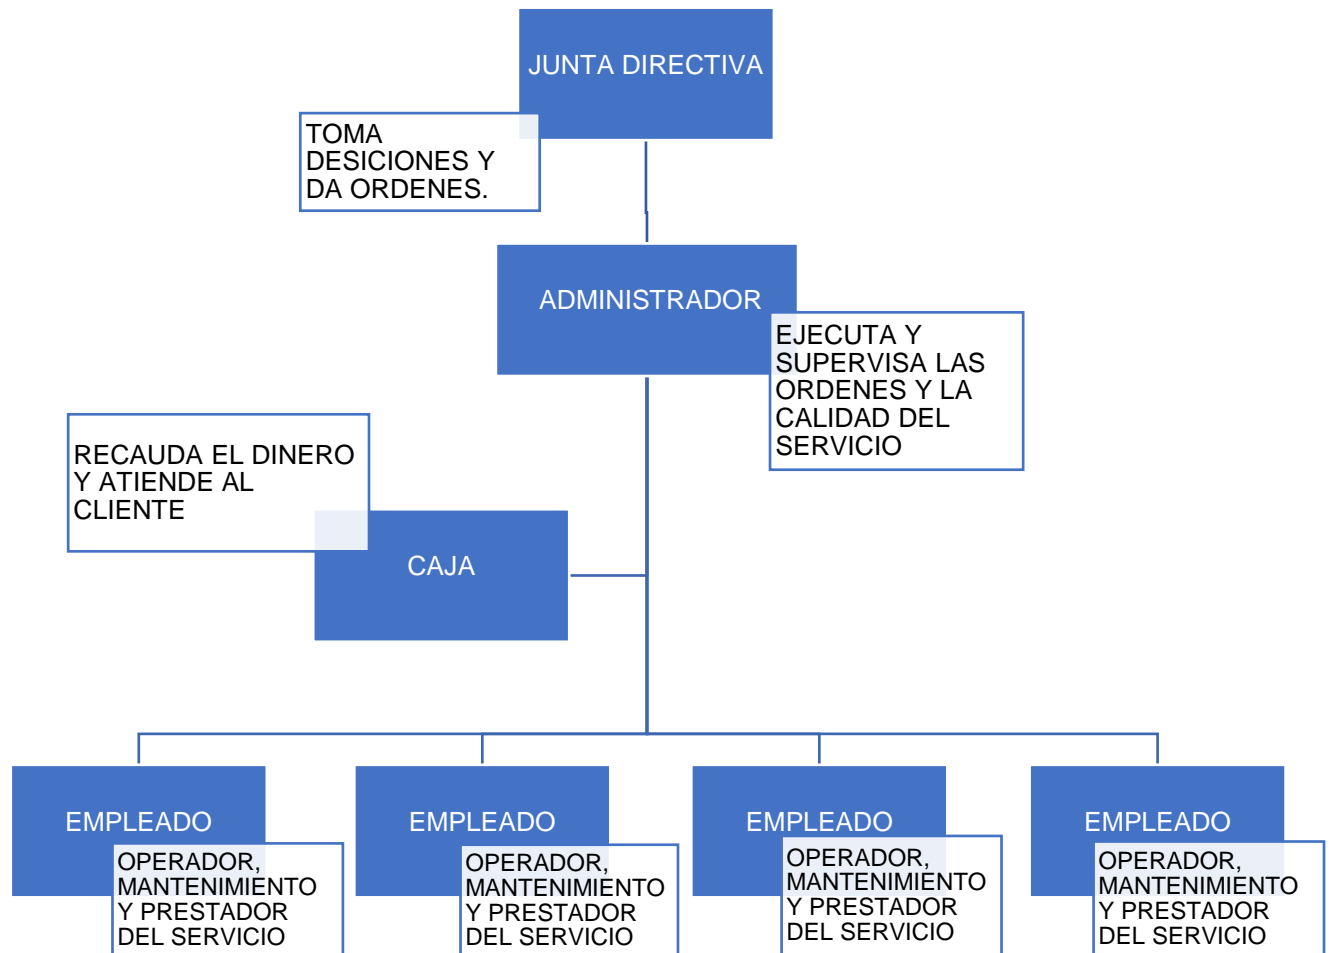 JUNTA DIRECTIVA
TOMA
DESICIONES Y
DA ORDENES.
ADMINISTRADOR
EJECUTA Y
SUPERVISA LAS
ORDENES Y LA
CALIDAD DEL
SERVICIO
RECAUDA EL DINERO
Y ATIENDE AL
CLIENTE
CAJA
EMPLEADO
OPERADOR,
MANTENIMIENTO
Y PRESTADOR
DEL SERVICIO
EMPLEADO
OPERADOR,
MANTENIMIENTO
Y PRESTADOR
DEL SERVICIO
EMPLEADO
OPERADOR,
MANTENIMIENTO
Y PRESTADOR
DEL SERVICIO
EMPLEADO
OPERADOR,
MANTENIMIENTO
Y PRESTADOR
DEL SERVICIO